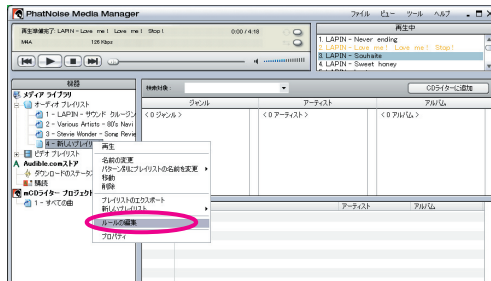 PhatNoise Media Manager
ファイル ビュー ツール ヘルプ
再生準備完了: LAPIN - Love me! Love me! Stop!
0:00 / 4:18
M4A 128 Kbps
再生中
1. LAPIN - Never ending
2. LAPIN - Love me! Love me! Stop!
3. LAPIN - Souhaite
4. LAPIN - Sweet honey
機器
検索対象:
CDライターに追加
メディア ライブラリ
オーディオ プレイリスト
1 - LAPIN - サウンド クルージン
2 - Various Artists - 80's Navi
3 - Stevie Wonder - Song Revie
4 - 新しいプレイリ
ビデオ プレイリスト
Audible.comストア
ダウンロードのステータ
購読
mCDライター プロジェクト
1 - すべての曲
ジャンル アーティスト アルバム
< 0 ジャンル > < 0 アーティスト > < 0 アルバム >
アーティスト アルバム
再生
名前の変更
パターン別にプレイリストの名前を変更
移動
削除
プレイリストのエクスポート
新しいプレイリスト
ルールの編集
プロパティ